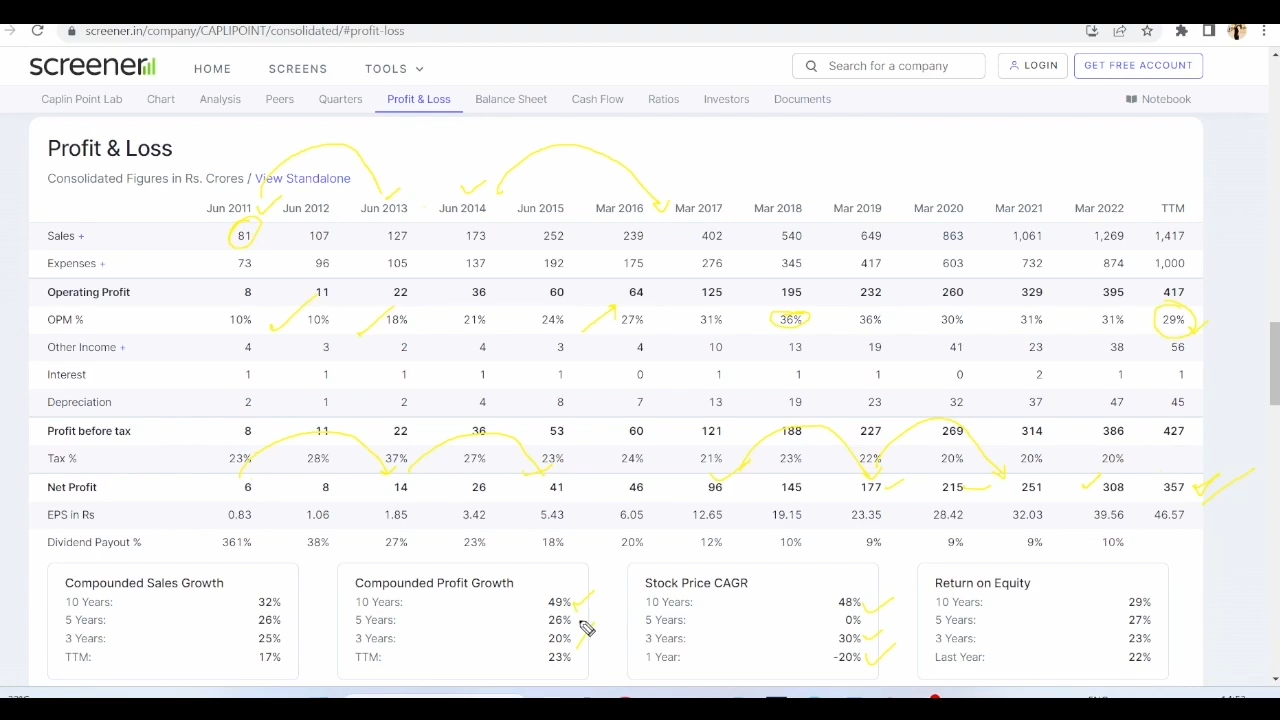 screener.in/company/CAPLIPOINT/consolidated/#profit-loss
screener HOME SCREENS TOOLS Search for a company LOGIN GET FREE ACCOUNT
Caplin Point Lab Chart Analysis Peers Quarters Profit & Loss Balance Sheet Cash Flow Ratios Investors Documents Notebook
Profit & Loss
Consolidated Figures in Rs. Crores / View Standalone
Jun 2011 Jun 2012 Jun 2013 Jun 2014 Jun 2015 Mar 2016 Mar 2017 Mar 2018 Mar 2019 Mar 2020 Mar 2021 Mar 2022 TTM
Sales + 81 107 127 173 252 239 402 540 649 863 1,061 1,269 1,417
Expenses + 73 96 105 137 192 175 276 345 417 603 732 874 1,000
Operating Profit 8 11 22 36 60 64 125 195 232 260 329 395 417
OPM % 10% 10% 18% 21% 24% 27% 31% 36% 36% 30% 31% 31% 29%
Other Income + 4 3 2 4 3 4 10 13 19 41 23 38 56
Interest 1 1 1 1 1 0 1 1 1 0 2 1 1
Depreciation 2 1 2 4 8 7 13 19 23 32 37 47 45
Profit before tax 8 11 22 36 53 60 121 188 227 269 314 386 427
Tax % 23% 28% 37% 27% 23% 24% 21% 23% 22% 20% 20% 20%
Net Profit 6 8 14 26 41 46 96 145 177 215 251 308 357
EPS in Rs 0.83 1.06 1.85 3.42 5.43 6.05 12.65 19.15 23.35 28.42 32.03 39.56 46.57
Dividend Payout % 361% 38% 27% 23% 18% 20% 12% 10% 9% 9% 9% 10%
Compounded Sales Growth
10 Years: 32%
5 Years: 26%
3 Years: 25%
TTM: 17%
Compounded Profit Growth
10 Years: 49%
5 Years: 26%
3 Years: 20%
TTM: 23%
Stock Price CAGR
10 Years: 48%
5 Years: 0%
3 Years: 30%
1 Year: -20%
Return on Equity
10 Years: 29%
5 Years: 27%
3 Years: 23%
Last Year: 22%